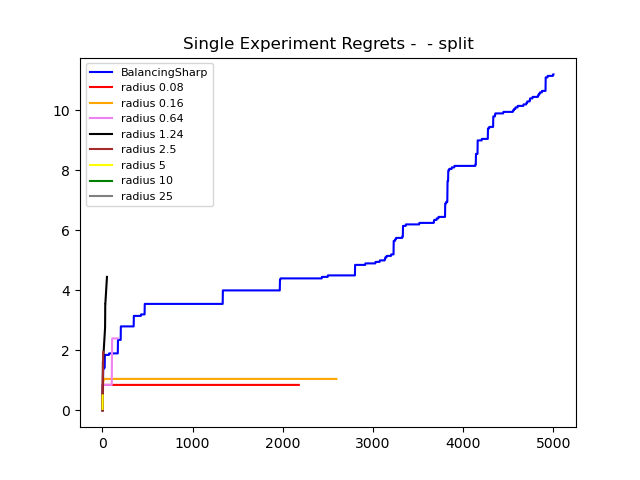 Single Experiment Regrets -  - split
BalancingSharp
radius 0.08
radius 0.16
radius 0.64
radius 1.24
radius 2.5
radius 5
radius 10
radius 25
10
8
6
4
2
0
0 1000 2000 3000 4000 5000